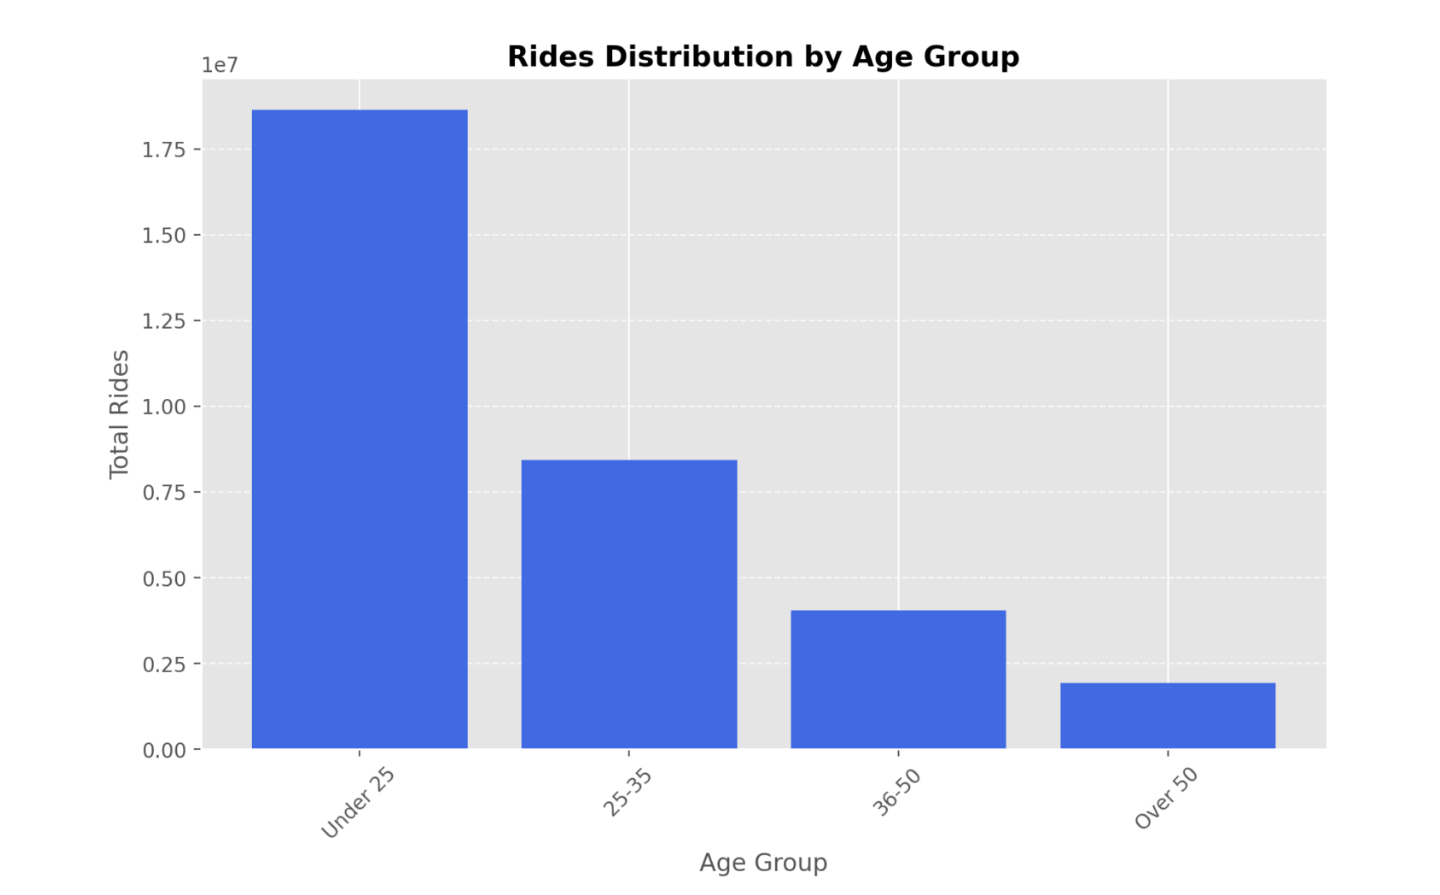 Rides Distribution by Age Group
1e7
1.75
1.50
1.25
1.00
0.75
0.50
0.25
0.00
Total Rides
Under 25
25-35
36-50
Over 50
Age Group